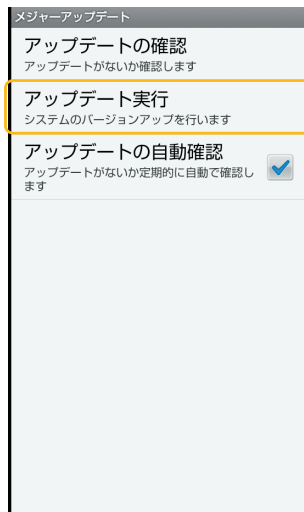 メジャーアップデート
アップデートの確認
アップデートがないか確認します
アップデート実行
システムのバージョンアップを行います
アップデートの自動確認
アップデートがないか定期的に自動で確認し
ます